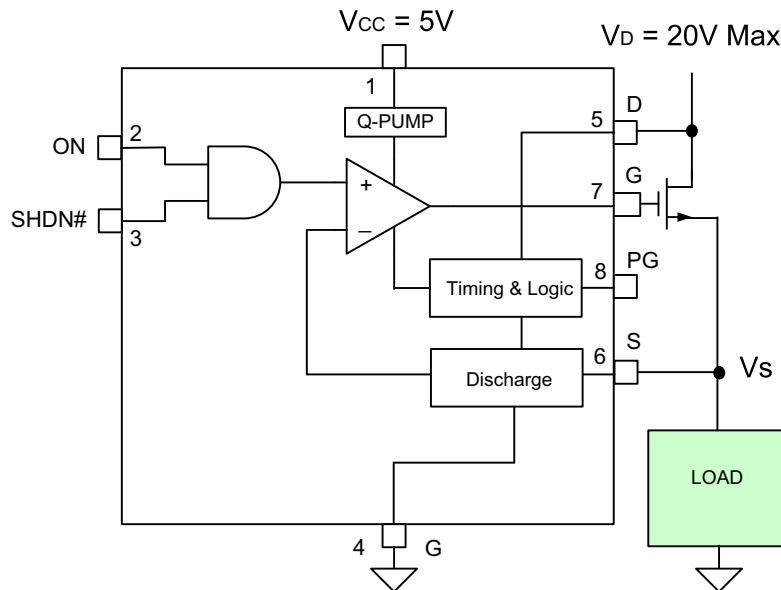 VCC = 5V
VD = 20V Max
1
D
Q-PUMP
5
ON
2
G
+
7
SHDN#
3
–
PG
8
Timing & Logic
S
6
Vs
Discharge
LOAD
4
G